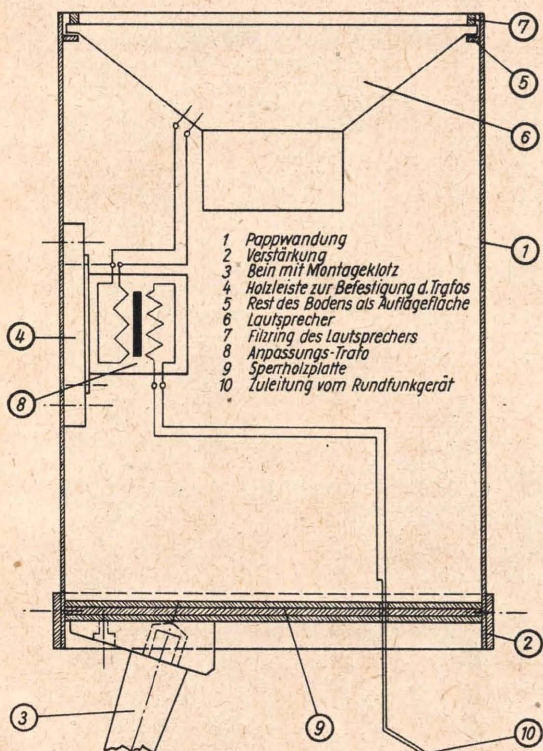 7
5
6
1
1 Pappwandung
2 Verstärkung
3 Bein mit Montageklotz
4 Holzleiste zur Befestigung d. Trafos
5 Rest des Bodens als Auflagefläche
6 Lautsprecher
7 Filzring des Lautsprechers
8 Anpassungs-Trafo
9 Sperrholzplatte
10 Zuleitung vom Rundfunkgerät
4
8
2
3
9
10